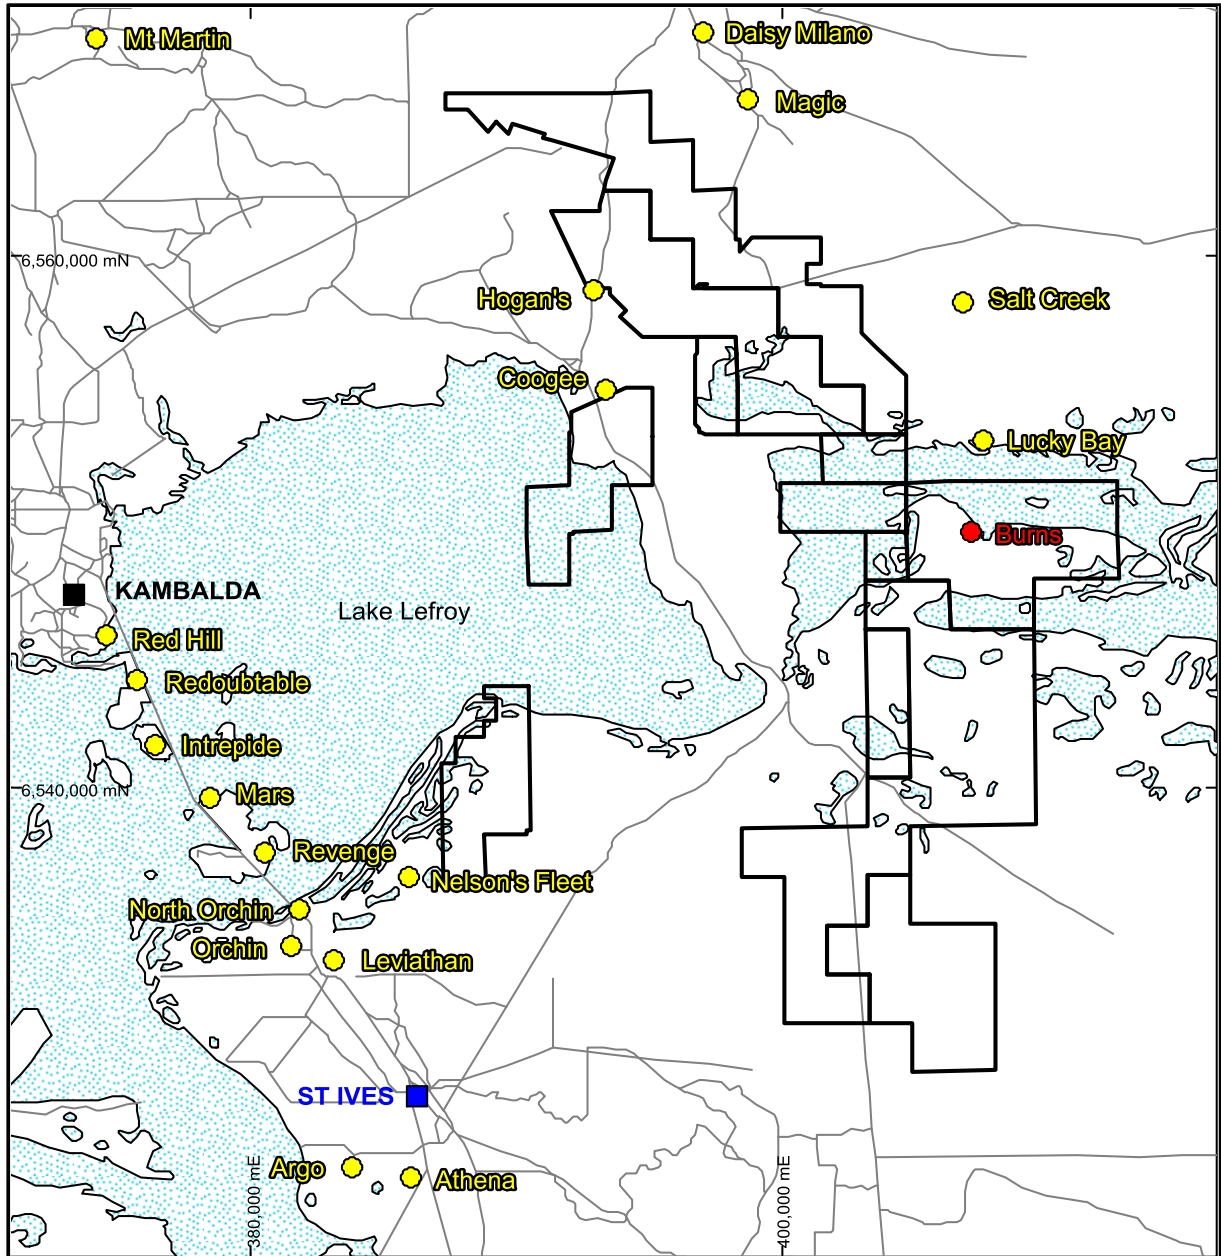 Mt Martin
Daisy Milano
Magic
6,560,000 mN
Hogan's
Salt Creek
Coogee
Lucky Bay
Burns
KAMBALDA
Lake Lefroy
Red Hill
Redoubtable
Intrepide
6,540,000 mN
Mars
Revenge
Nelson's Fleet
North Orchin
Orchin
Leviathan
ST IVES
Argo
Athena
380,000 mE
400,000 mE